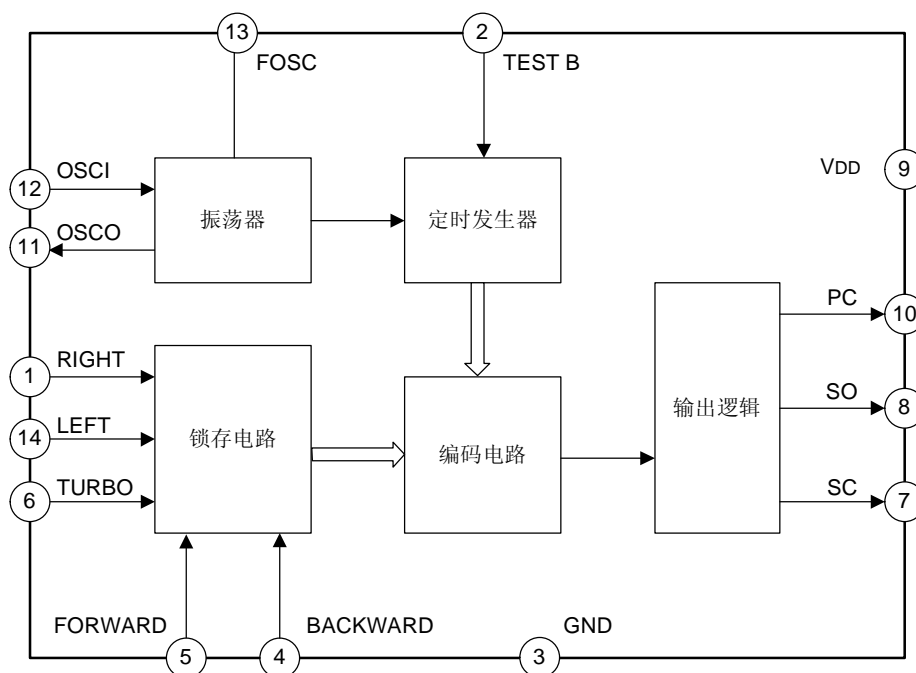 13
FOSC
2
TEST B
12
OSCI
VDD
9
振荡器
定时发生器
11
OSCO
PC
10
1
RIGHT
锁存电路
编码电路
输出逻辑
SO
8
14
LEFT
6
TURBO
SC
7
FORWARD
5
4
BACKWARD
3
GND